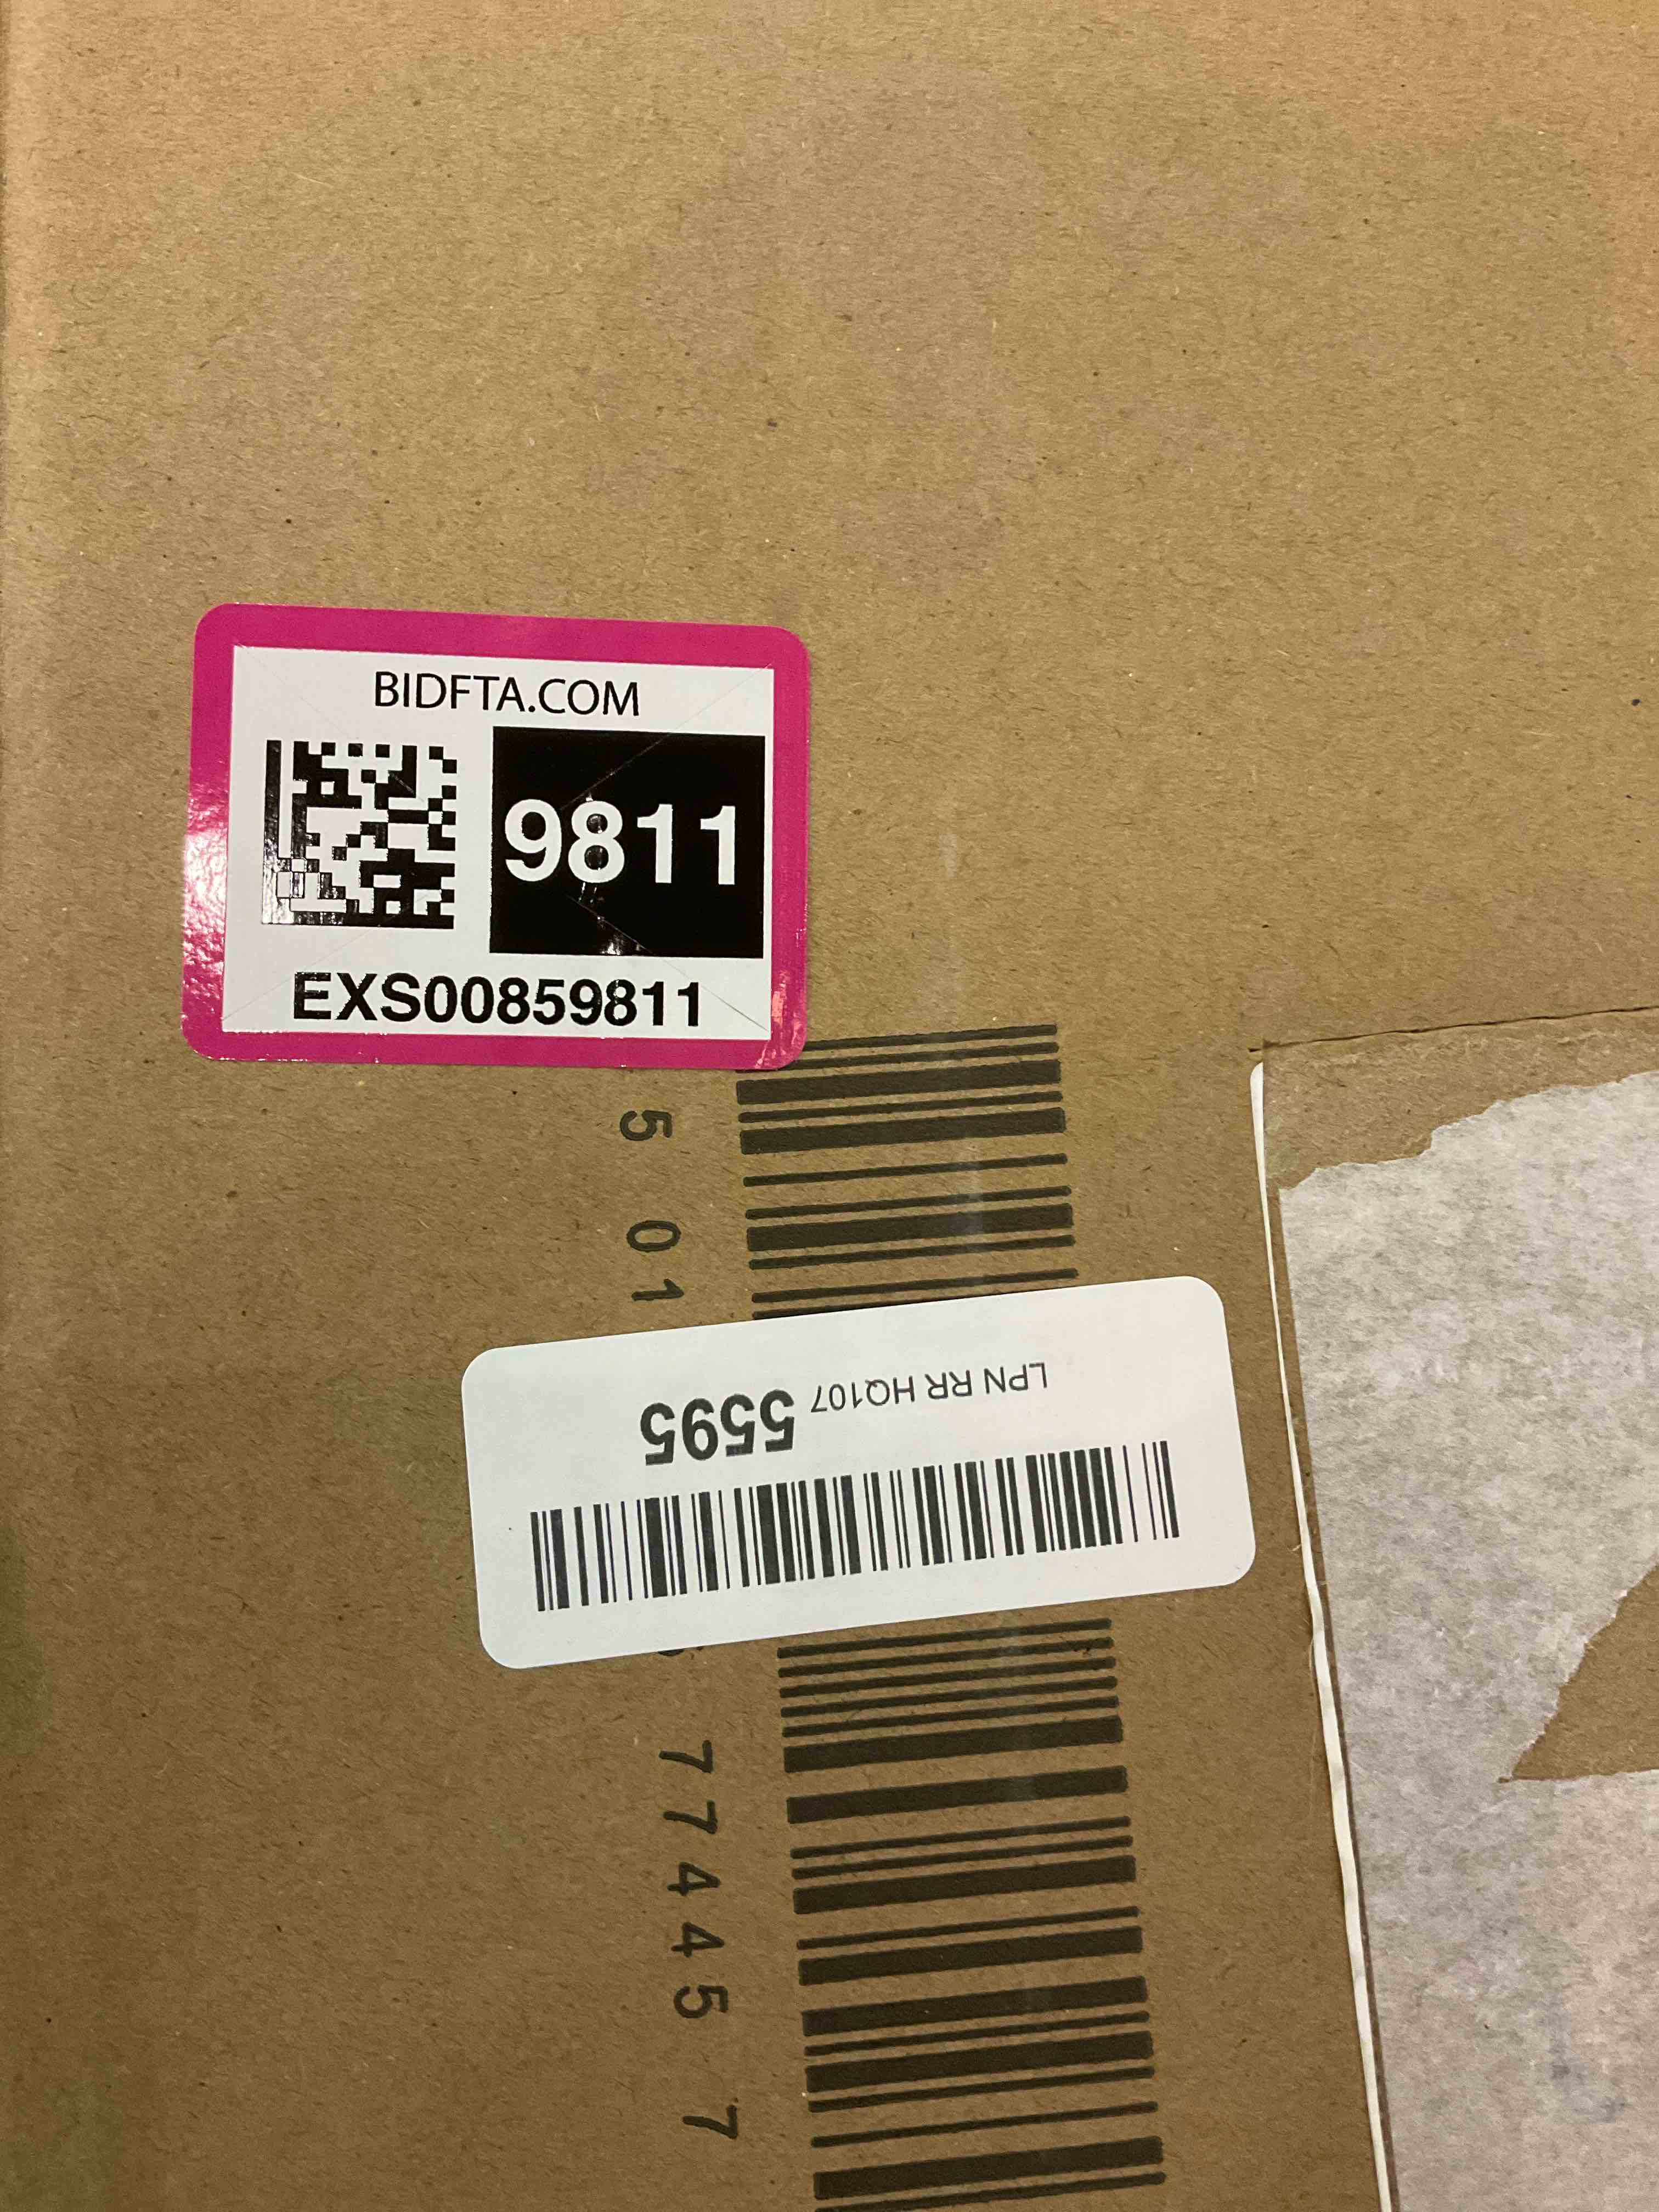 BIDFTA.COM
9811
EXS00859811
5 01
LPN RR HQ107 5595
77445 7